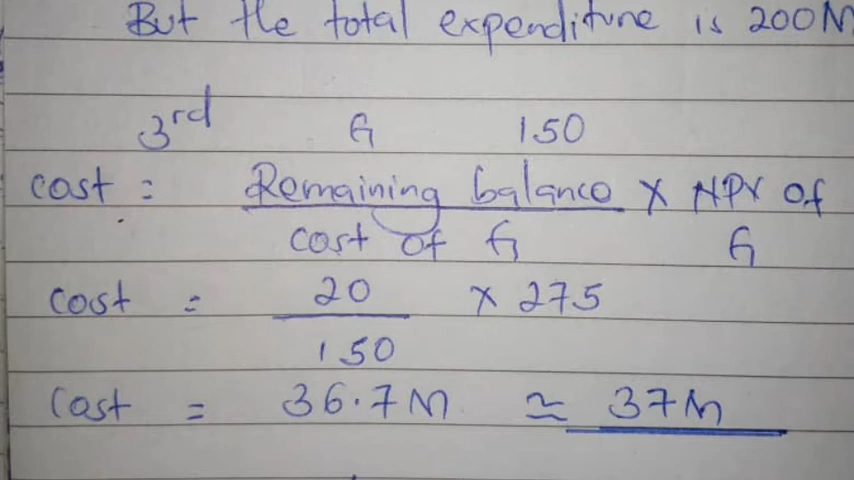 But the total expenditure is 200M
3rd G 150
cost = Remaining balance X NPV of
cost of G G
cost = 20 X 275
150
Cost = 36.7M ≃ 37M